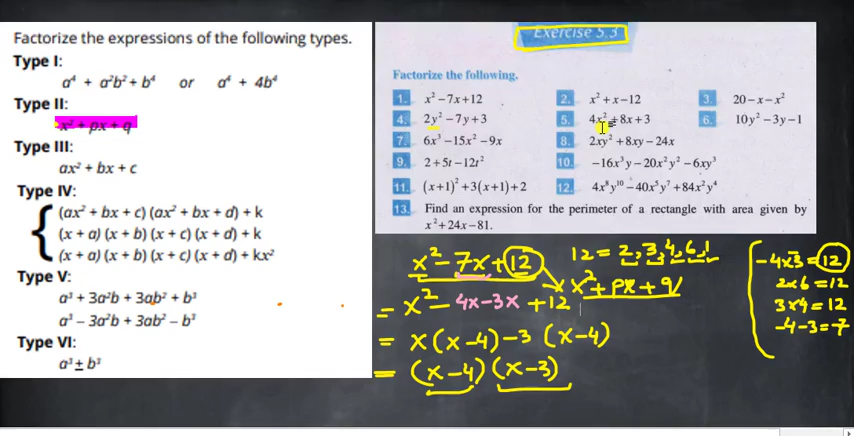 Factorize the expressions of the following types.
Type I:
a⁴ + a²b² + b⁴ or a⁴ + 4b⁴
Type II:
x² + px + q
Type III:
ax² + bx + c
Type IV:
(ax² + bx + c) (ax² + bx + d) + k
(x + a) (x + b) (x + c) (x + d) + k
(x + a) (x + b) (x + c) (x + d) + kx²
Type V:
a³ + 3a²b + 3ab² + b³
a³ – 3a²b + 3ab² – b³
Type VI:
a³ ± b³
Exercise 5.3
Factorize the following.
1. x² – 7x + 12 2. x² + x – 12 3. 20 – x – x²
4. 2y² – 7y + 3 5. 4x² + 8x + 3 6. 10y² – 3y – 1
7. 6x³ – 15x² – 9x 8. 2xy² + 8xy – 24x
9. 2 + 5t – 12t² 10. –16x³y – 20x²y² – 6xy³
11. (x+1)² + 3(x+1) + 2 12. 4x⁸y¹⁰ – 40x⁵y⁷ + 84x²y⁴
13. Find an expression for the perimeter of a rectangle with area given by
x² + 24x – 81.
x² – 7x + 12
= x² – 4x – 3x + 12
= x(x – 4) – 3 (x – 4)
= (x – 4) (x – 3)
12 = 2, 3, 4, 6, 1
x² + px + q
2 x 6 = 12
3 x 4 = 12